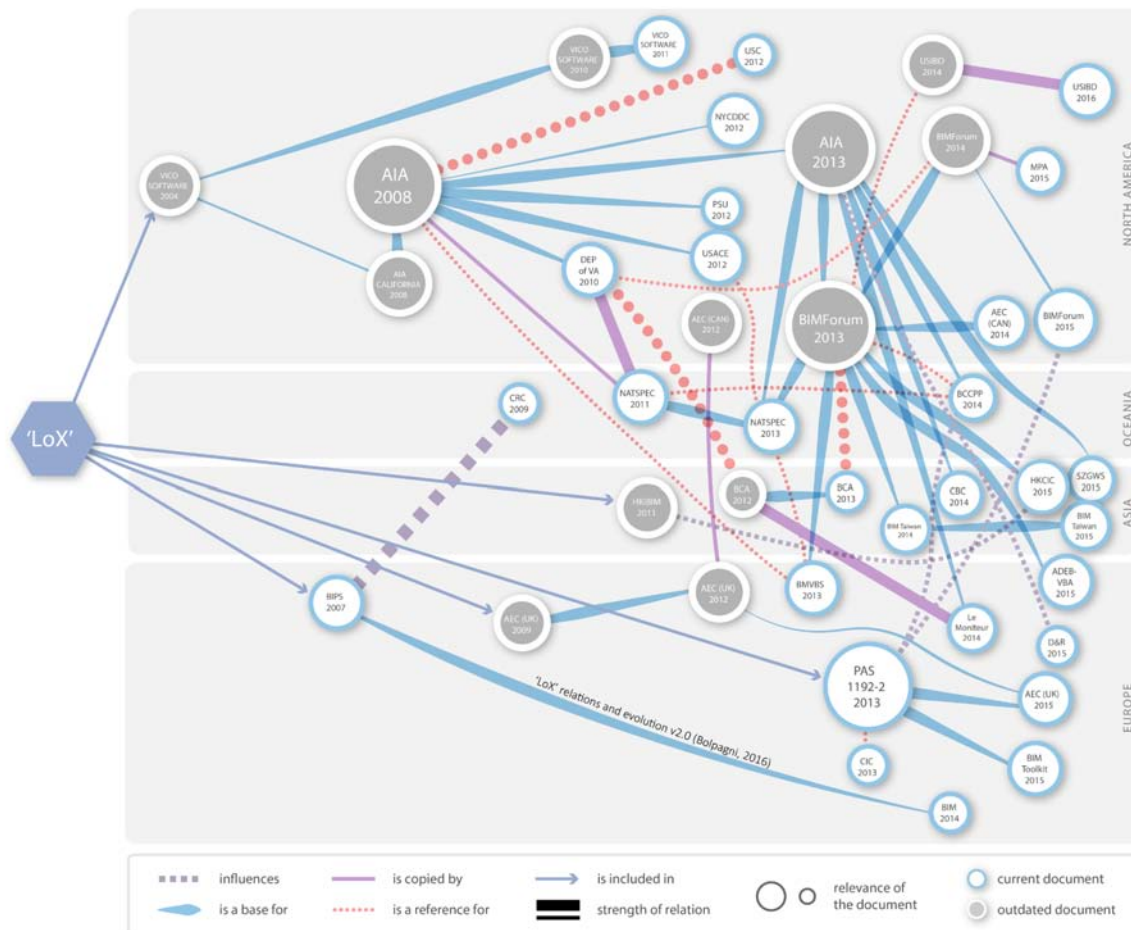 VICO
SOFTWARE
2010
VICO
SOFTWARE
2011
USC
2012
USIBD
2014
USIBD
2016
NYCDDC
2012
AIA
2013
BIMForum
2014
MPA
2015
VICO
SOFTWARE
2004
AIA
2008
PSU
2012
USACE
2012
DEP
of VA
2010
AIA
CALIFORNIA
2008
AEC (CAN)
2012
BIMForum
2013
AEC
(CAN)
2014
BIMForum
2015
NORTH AMERICA
'LoX'
CRC
2009
NATSPEC
2011
NATSPEC
2013
BCCPP
2014
OCEANIA
HKIBIM
2011
BCA
2012
BCA
2013
CBC
2014
HKCIC
2015
SZGWS
2015
BIM Taiwan
2014
BIM
Taiwan
2015
ASIA
BIPS
2007
AEC (UK)
2009
AEC (UK)
2012
BMVBS
2013
ADEB-
VBA
2015
Le
Moniteur
2014
D&R
2015
PAS
1192-2
2013
AEC (UK)
2015
CIC
2013
BIM
Toolkit
2015
BIM
2014
EUROPE
'LoX' relations and evolution v2.0 (Bolpagni, 2016)
influences
is copied by
is included in
relevance of
the document
current document
is a base for
is a reference for
strength of relation
outdated document